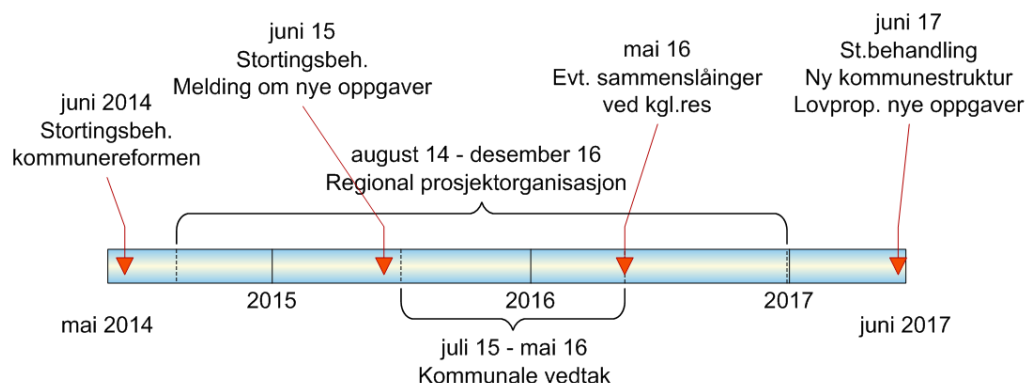 juni 2014
Stortingsbeh.
kommunereformen
juni 15
Stortingsbeh.
Melding om nye oppgaver
mai 16
Evt. sammenslåinger
ved kgl.res
juni 17
St.behandling
Ny kommunestruktur
Lovprop. nye oppgaver
august 14 - desember 16
Regional prosjektorganisasjon
2015
2016
2017
mai 2014
juni 2017
juli 15 - mai 16
Kommunale vedtak